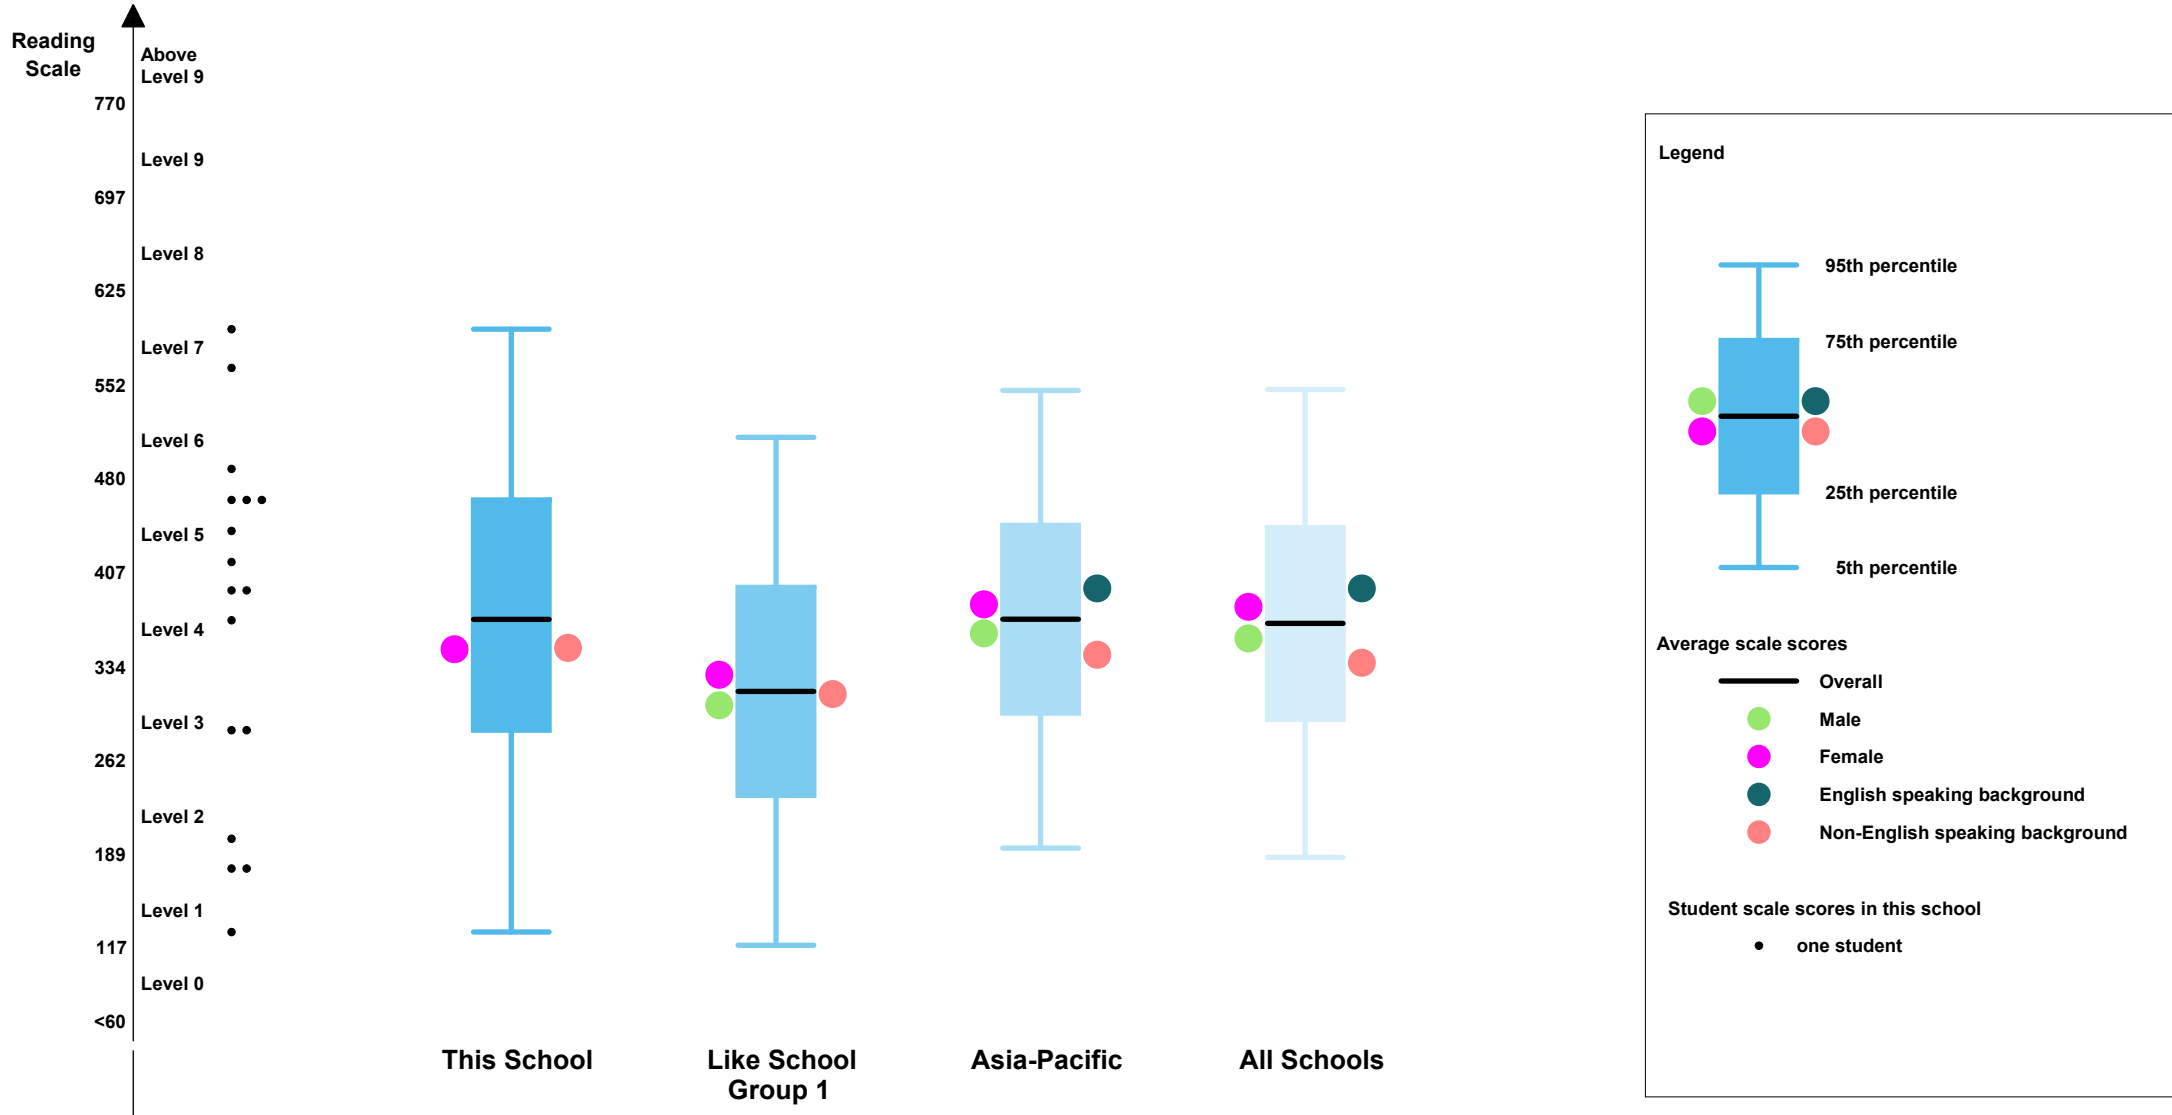 Reading
Scale
Above
Level 9
770
Level 9
697
Level 8
625
Level 7
552
Level 6
480
Level 5
407
Level 4
334
Level 3
262
Level 2
189
Level 1
117
Level 0
<60
This School
Like School
Group 1
Asia-Pacific
All Schools
Legend
95th percentile
75th percentile
25th percentile
5th percentile
Average scale scores
Overall
Male
Female
English speaking background
Non-English speaking background
Student scale scores in this school
one student